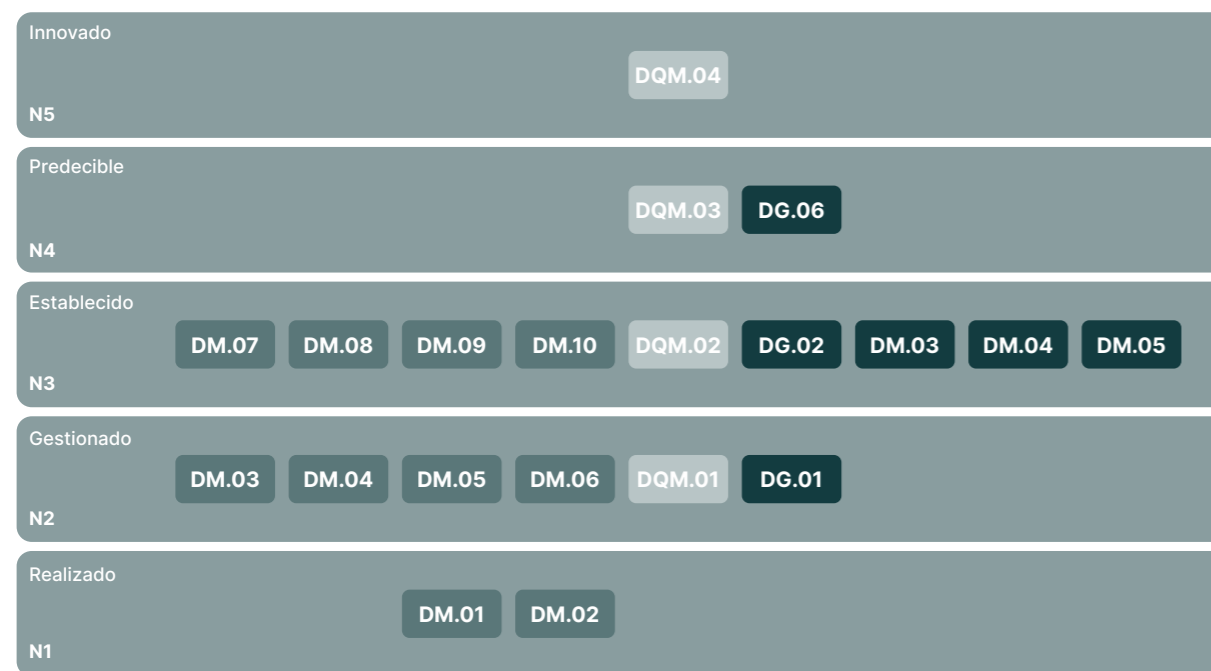 Innovado
DQM.04
N5
Predecible
DQM.03 DG.06
N4
Establecido
DM.07 DM.08 DM.09 DM.10 DQM.02 DG.02 DM.03 DM.04 DM.05
N3
Gestionado
DM.03 DM.04 DM.05 DM.06 DQM.01 DG.01
N2
Realizado
DM.01 DM.02
N1